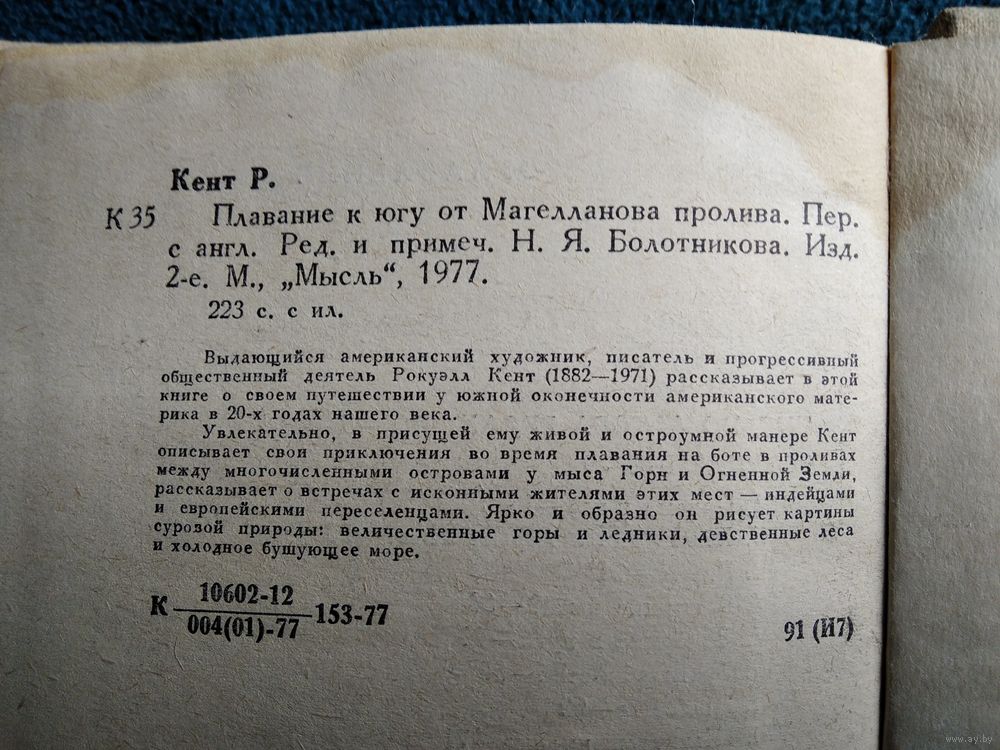 Кент Р.
К 35 Плавание к югу от Магелланова пролива. Пер.
с англ. Ред. и примеч. Н. Я. Болотникова. Изд.
2-е. М., „Мысль“, 1977.
223 с. с ил.
Выдающийся американский художник, писатель и прогрессивный
общественный деятель Рокуэлл Кент (1882—1971) рассказывает в этой
книге о своем путешествии у южной оконечности американского мате-
рика в 20-х годах нашего века.
Увлекательно, в присущей ему живой и остроумной манере Кент
описывает свои приключения во время плавания на боте в проливах
между многочисленными островами у мыса Горн и Огненной Земли,
рассказывает о встречах с исконными жителями этих мест — индейцами
и европейскими переселенцами. Ярко и образно он рисует картины
суровой природы: величественные горы и ледники, девственные леса
и холодное бушующее море.
10602-12
К 153-77
004(01)-77
91 (И7)
www.ay.by